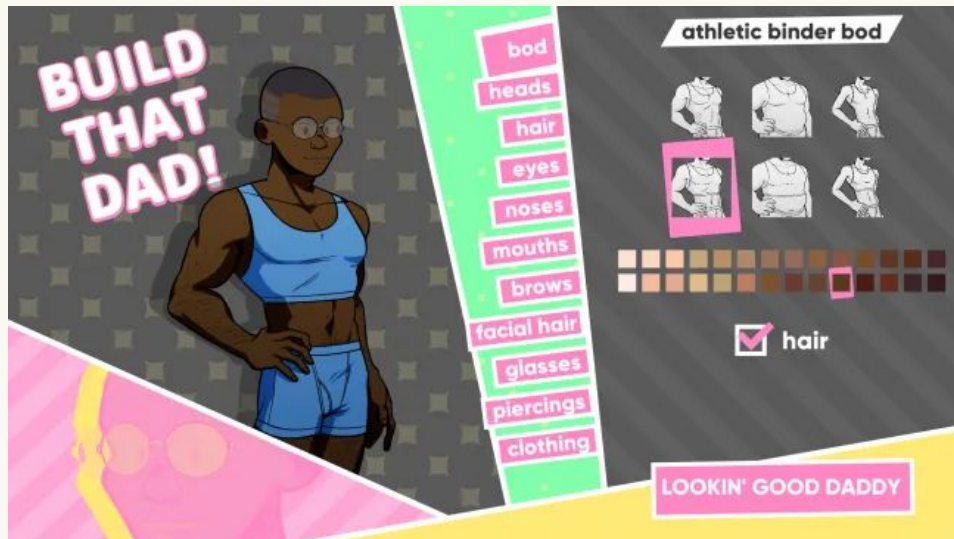 BUILD
THAT
DAD!
bod
heads
hair
eyes
noses
mouths
brows
facial hair
glasses
piercings
clothing
athletic binder bod
hair
LOOKIN' GOOD DADDY